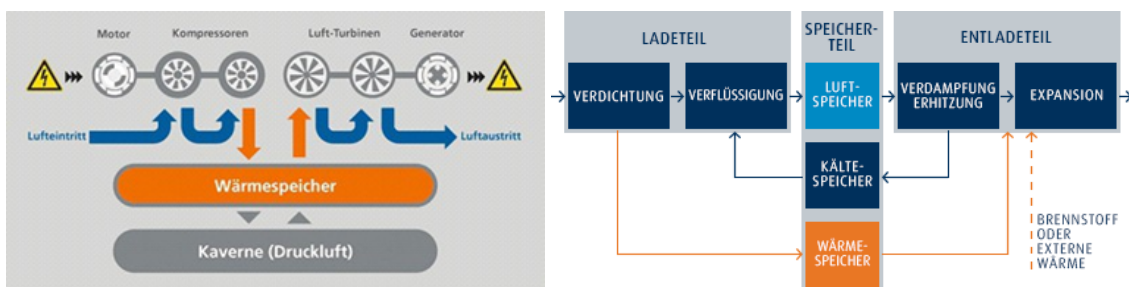 Motor
Kompressoren
Luft-Turbinen
Generator
Lufteintritt
Luftaustritt
Wärmespeicher
Kaverne (Druckluft)
LADETEIL
SPEICHER-
TEIL
ENTLADETEIL
VERDICHTUNG
VERFLÜSSIGUNG
LUFT-
SPEICHER
VERDAMPFUNG
ERHITZUNG
EXPANSION
KÄLTE-
SPEICHER
WÄRME-
SPEICHER
BRENNSTOFF
ODER
EXTERNE
WÄRME